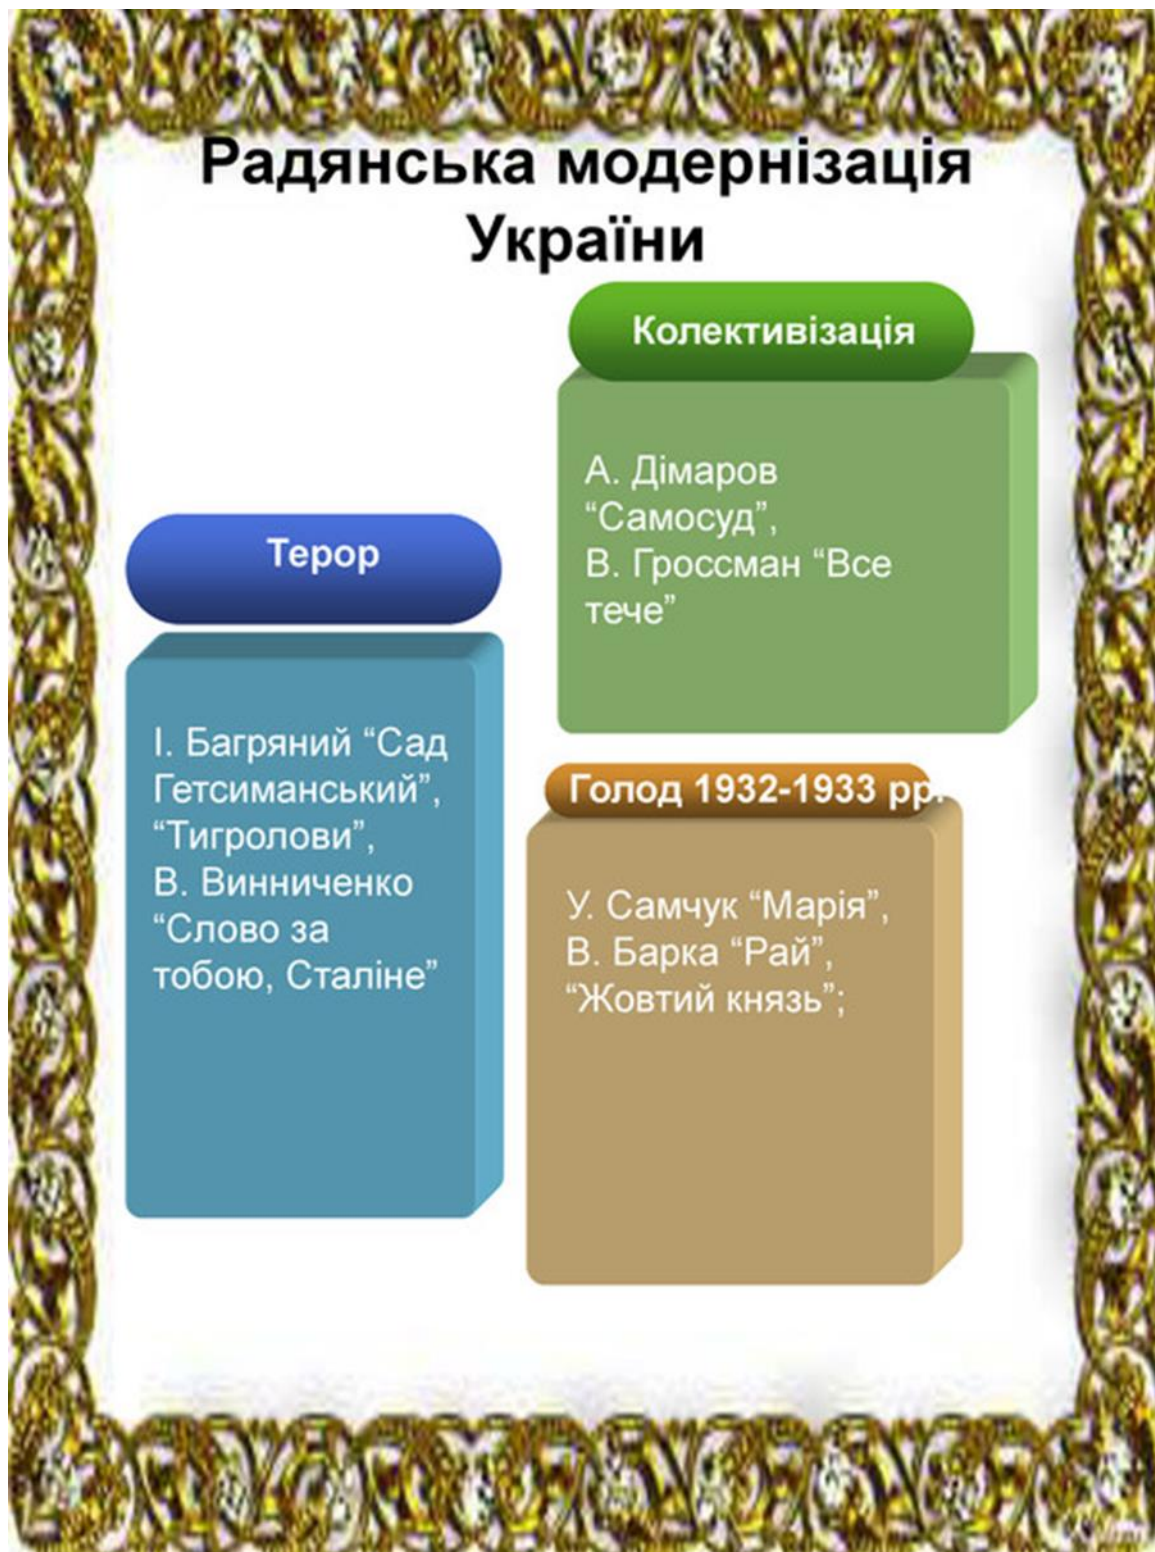 Радянська модернізація
України
Колективізація
А. Дімаров
“Самосуд”,
В. Гроссман “Все
тече”
Терор
І. Багряний “Сад
Гетсиманський”,
“Тигролови”,
В. Винниченко
“Слово за
тобою, Сталіне”
Голод 1932-1933 рр.
У. Самчук “Марія”,
В. Барка “Рай”,
“Жовтий князь”;